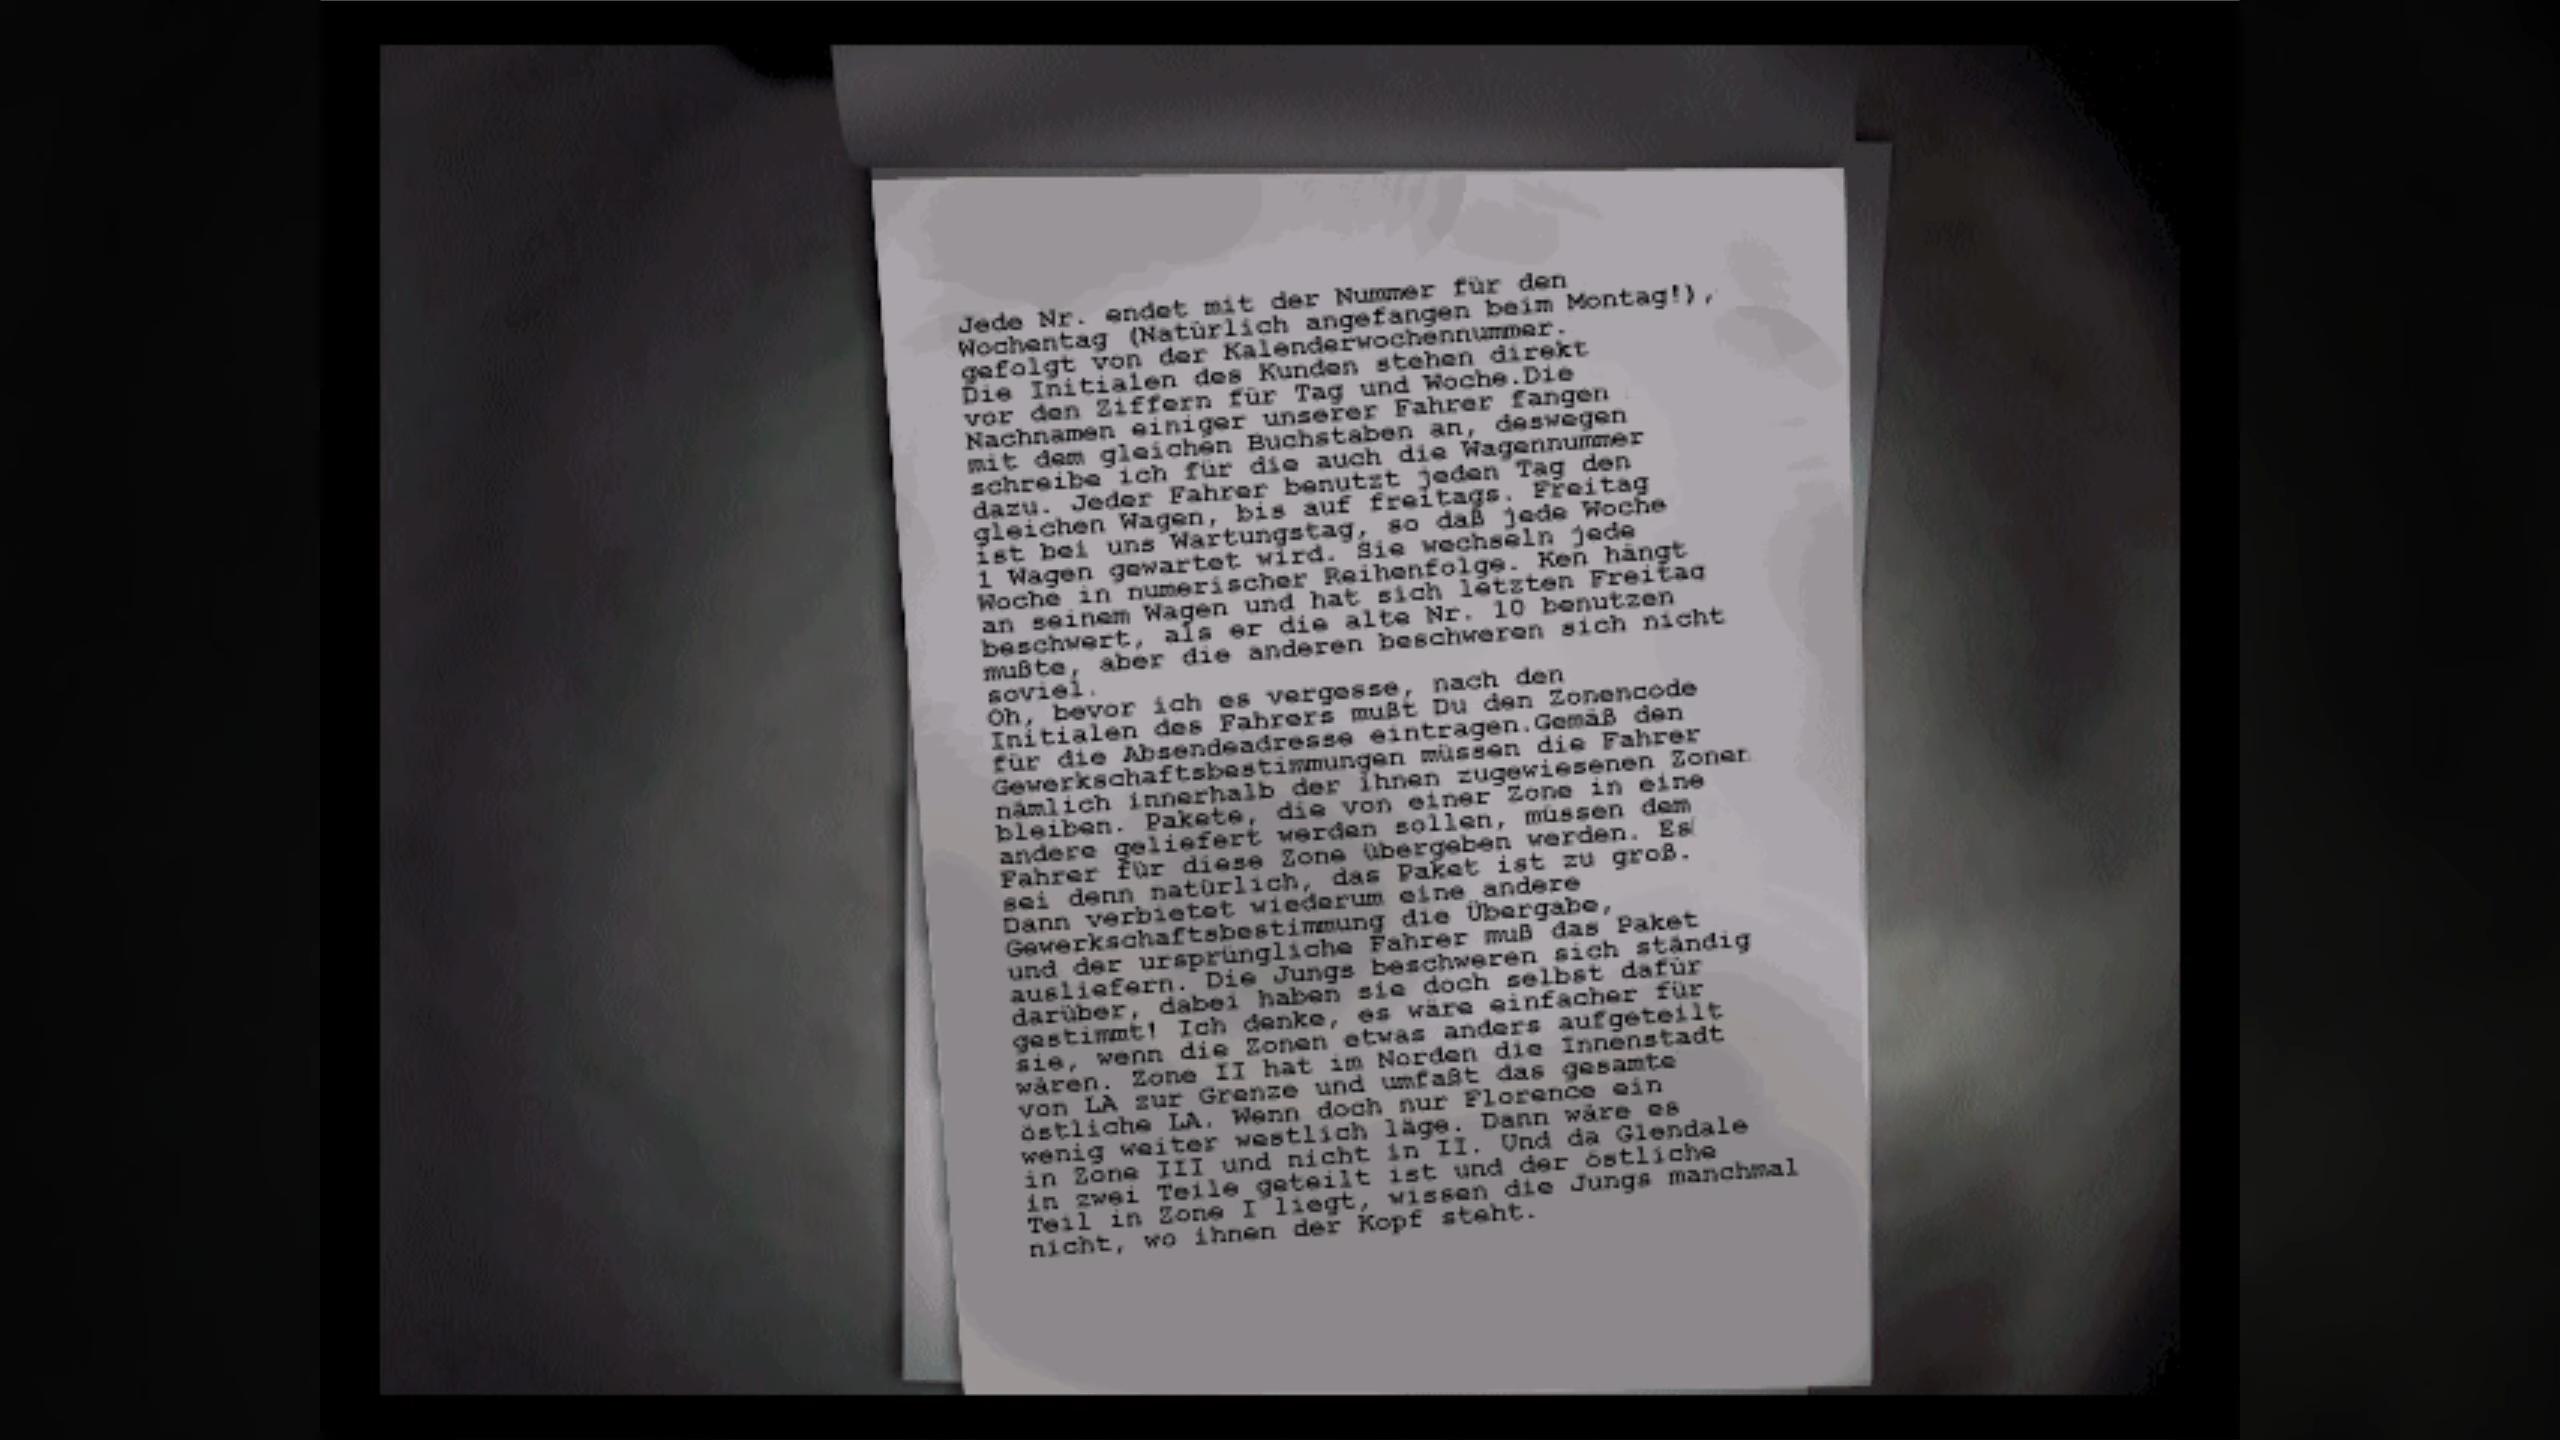 Jede Nr. endet mit der Nummer für den
Wochentag (Natürlich angefangen beim Montag!),
gefolgt von der Kalenderwochennummer.
Die Initialen des Kunden stehen direkt
vor den Ziffern für Tag und Woche.Die
Nachnamen einiger unserer Fahrer fangen
mit dem gleichen Buchstaben an, deswegen
schreibe ich für die auch die Wagennummer
dazu. Jeder Fahrer benutzt jeden Tag den
gleichen Wagen, bis auf freitags. Freitag
ist bei uns Wartungstag, so daß jede Woche
1 Wagen gewartet wird. Sie wechseln jede
Woche in numerischer Reihenfolge. Ken hängt
an seinem Wagen und hat sich letzten Freitag
beschwert, als er die alte Nr. 10 benutzen
mußte, aber die anderen beschweren sich nicht
soviel.
Oh, bevor ich es vergesse, nach den
Initialen des Fahrers mußt Du den Zonencode
für die Absendeadresse eintragen.Gemäß den
Gewerkschaftsbestimmungen müssen die Fahrer
nämlich innerhalb der ihnen zugewiesenen Zonen
bleiben. Pakete, die von einer Zone in eine
andere geliefert werden sollen, müssen dem
Fahrer für diese Zone übergeben werden. Es
sei denn natürlich, das Paket ist zu groß.
Dann verbietet wiederum eine andere
Gewerkschaftsbestimmung die Übergabe,
und der ursprüngliche Fahrer muß das Paket
ausliefern. Die Jungs beschweren sich ständig
darüber, dabei haben sie doch selbst dafür
gestimmt! Ich denke, es wäre einfacher für
sie, wenn die Zonen etwas anders aufgeteilt
wären. Zone II hat im Norden die Innenstadt
von LA zur Grenze und umfaßt das gesamte
östliche LA. Wenn doch nur Florence ein
wenig weiter westlich läge. Dann wäre es
in Zone III und nicht in II. Und da Glendale
in zwei Teile geteilt ist und der östliche
Teil in Zone I liegt, wissen die Jungs manchmal
nicht, wo ihnen der Kopf steht.